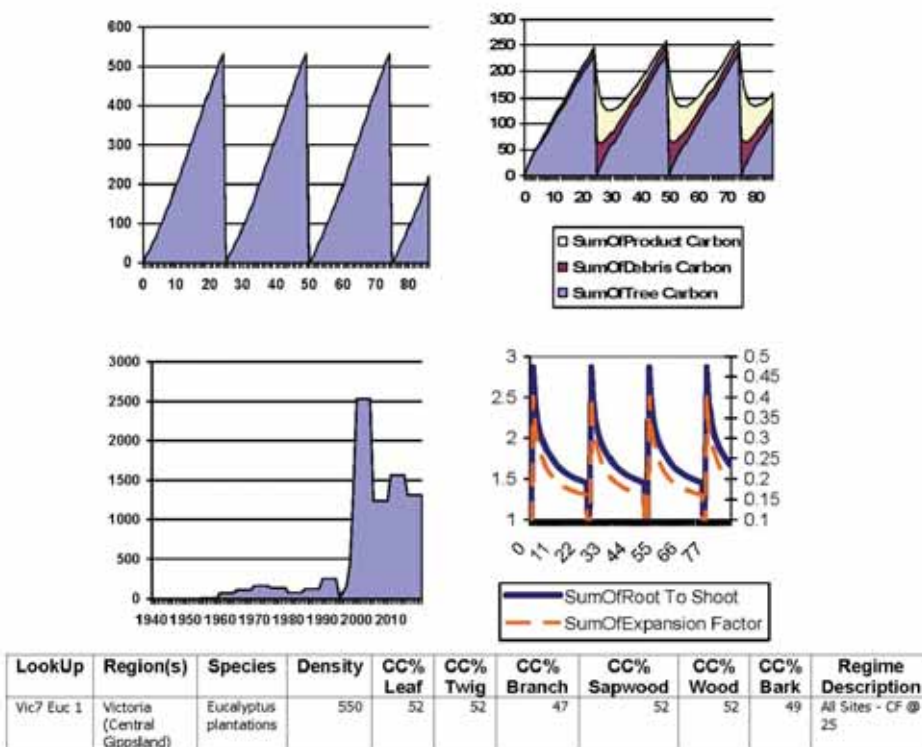 600
500
400
300
200
100
0
0 10 20 30 40 50 60 70 80
300
250
200
150
100
50
0
0 20 40 60 80
SumOfProduct Carbon
SumOfDebris Carbon
SumOfTree Carbon
3000
2500
2000
1500
1000
500
0
1940 1950 1960 1970 1980 1990 2000 2010
3
2.5
2
1.5
1
0.5
0.45
0.4
0.35
0.3
0.25
0.2
0.15
0.1
0 11 22 33 44 55 66 77
SumOfRoot To Shoot
SumOfExpansion Factor
LookUp Region(s) Species Density CC% CC% CC% CC% CC% CC% Regime
Leaf Twig Branch Sapwood Wood Bark Description
Vic7 Euc 1 Victoria Eucalyptus 550 52 52 47 52 52 49 All Sites - CF @
(Central plantations 25
Gippsland)